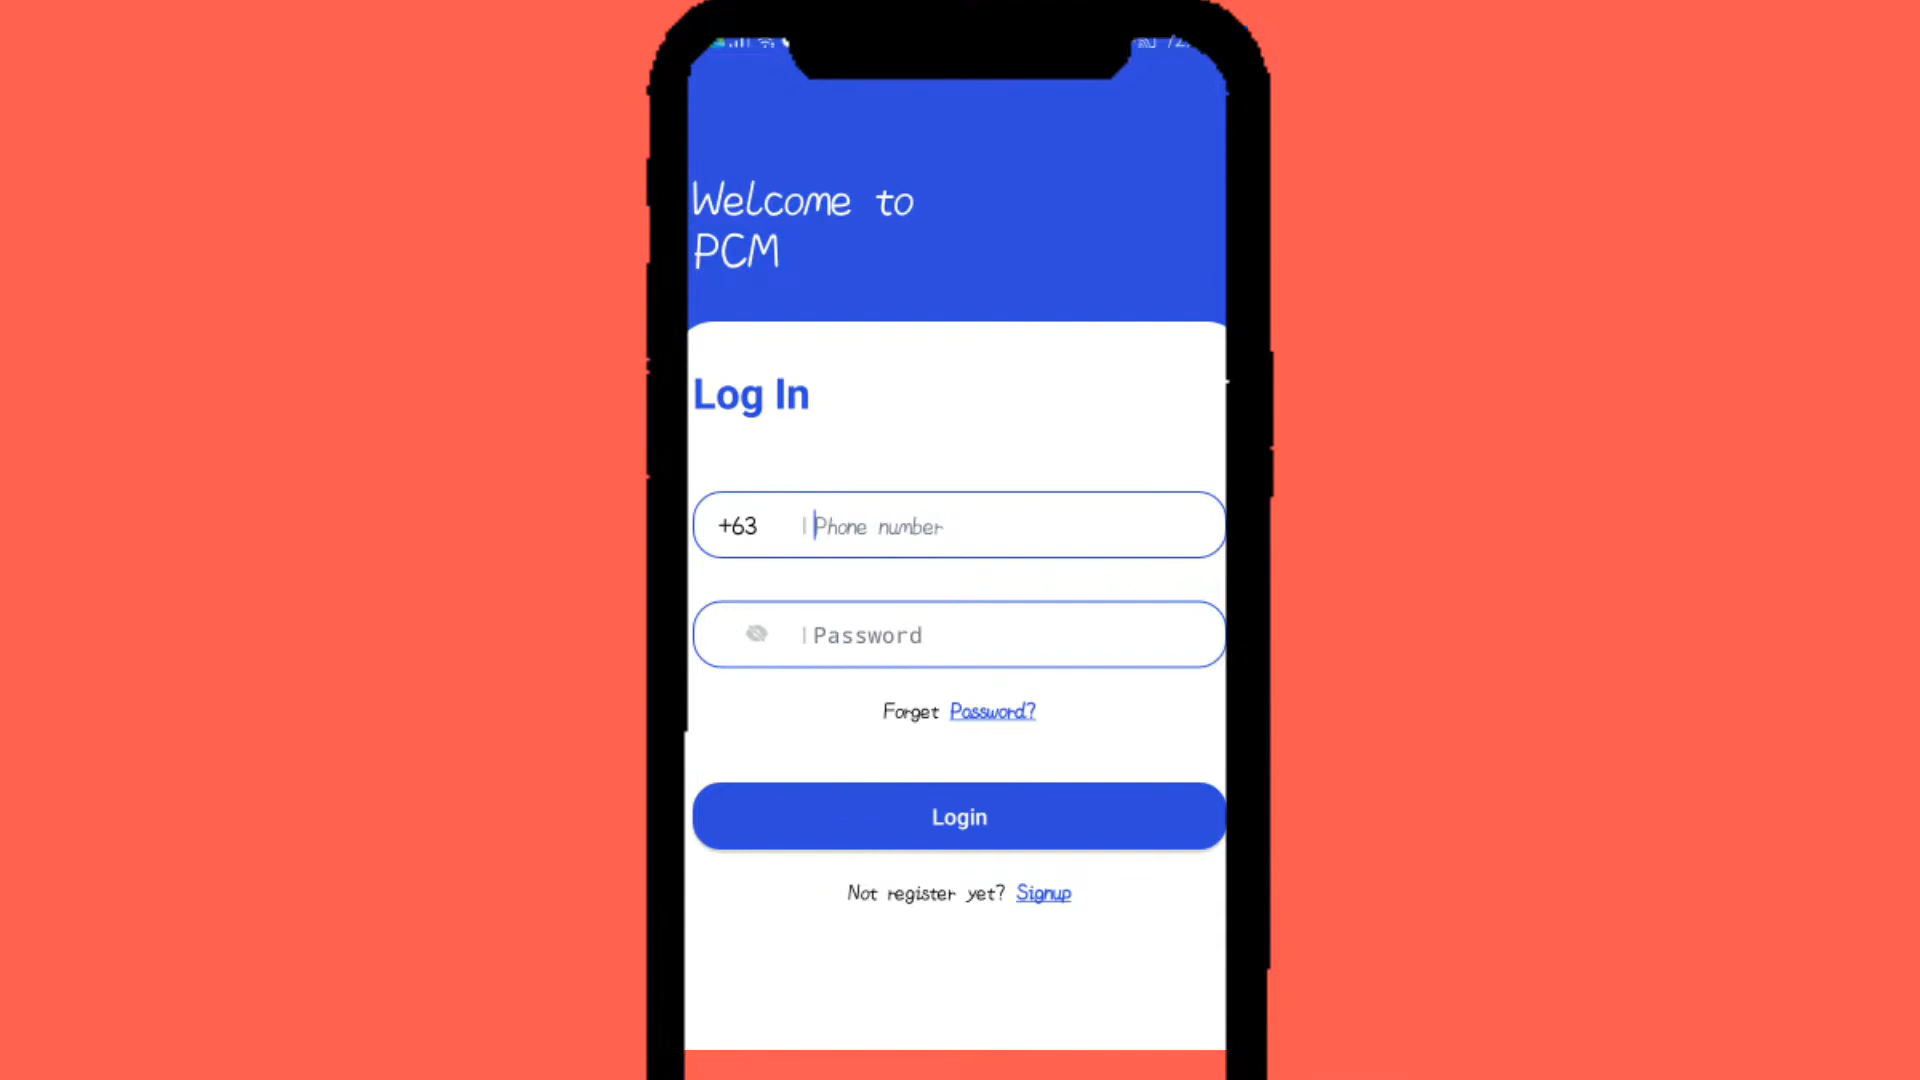 Welcome to
PCM
Log In
+63 | Phone number
| Password
Forget Password?
Login
Not register yet? Signup